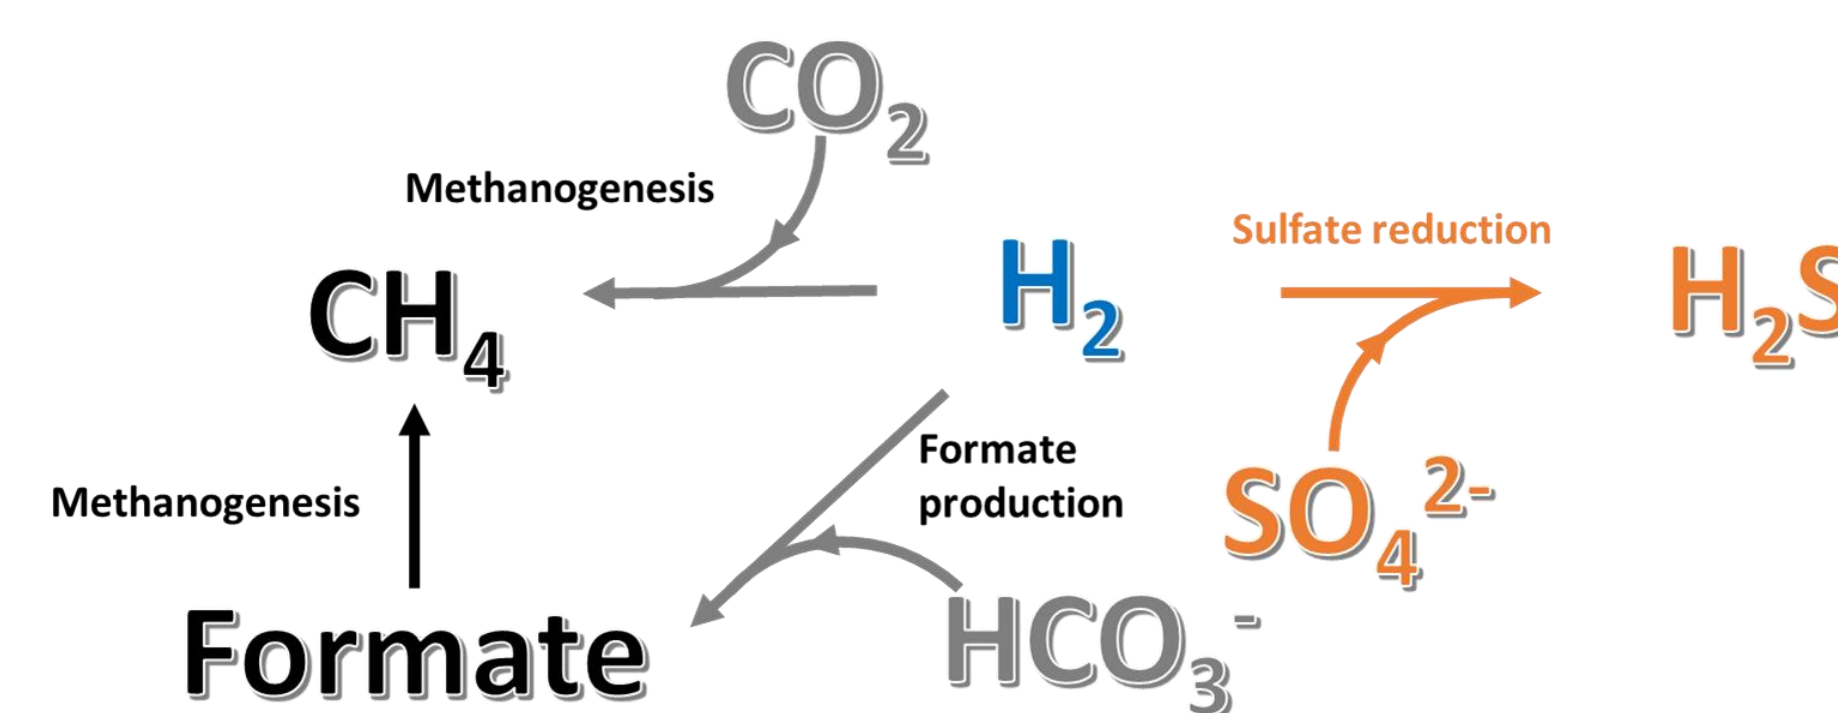 CO₂
Methanogenesis
Sulfate reduction
CH₄
H₂
H₂S
Formate
production
Methanogenesis
SO₄²⁻
Formate
HCO₃⁻